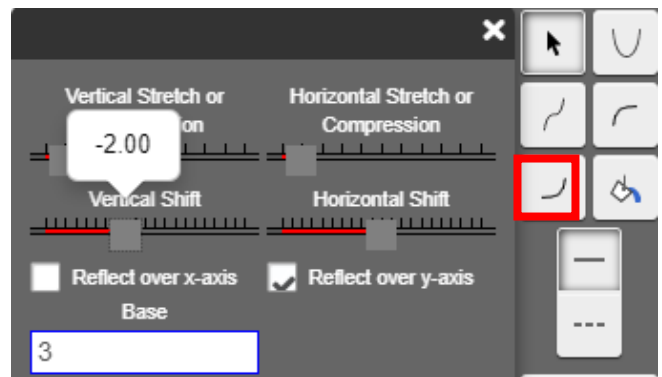 Vertical Stretch or
Horizontal Stretch or
on
Compression
-2.00
Vertical Shift
Horizontal Shift
Reflect over x-axis
Reflect over y-axis
Base
3